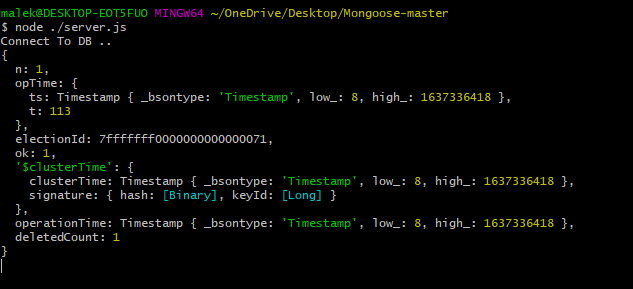 malek@DESKTOP-EOT5FUO MINGW64 ~/OneDrive/Desktop/Mongoose-master
$ node ./server.js
Connect To DB ..
{
  n: 1,
  opTime: {
    ts: Timestamp { _bsontype: 'Timestamp', low_: 8, high_: 1637336418 },
    t: 113
  },
  electionId: 7fffffff0000000000000071,
  ok: 1,
  '$clusterTime': {
    clusterTime: Timestamp { _bsontype: 'Timestamp', low_: 8, high_: 1637336418 },
    signature: { hash: [Binary], keyId: [Long] }
  },
  operationTime: Timestamp { _bsontype: 'Timestamp', low_: 8, high_: 1637336418 },
  deletedCount: 1
}